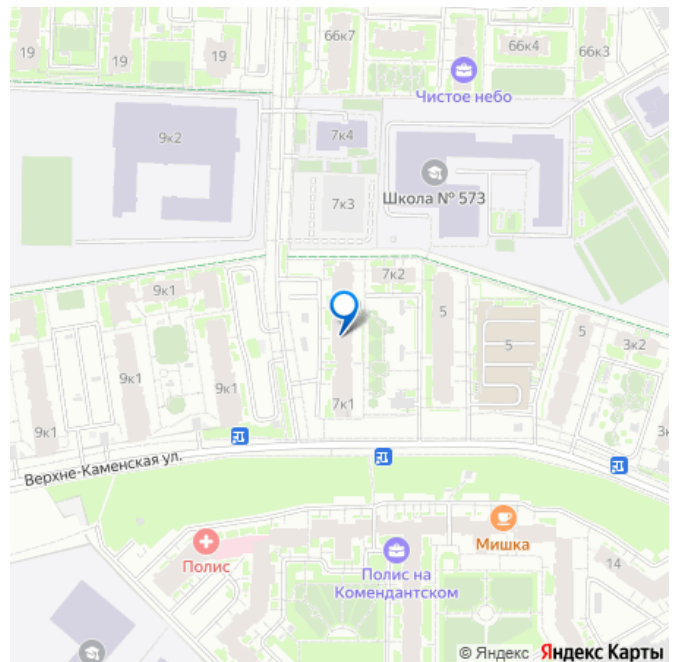 66к7
66к4
66к3
19
19
19
Чистое небо
9к2
7к4
Школа № 573
7к3
9к1
7к2
5
5
5
3к2
9к1
9к1
7к1
9к1
3к
Верхне-Каменская ул.
Мишка
Полис
Полис на
Комендантском
14
© Яндекс Яндекс Карты